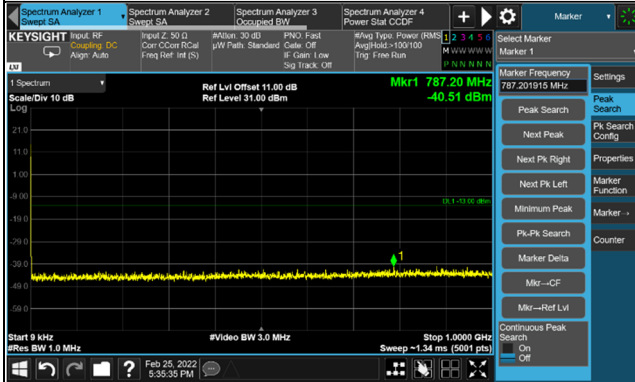 Spectrum Analyzer 1
Swept SA
Spectrum Analyzer 2
Swept SA
Spectrum Analyzer 3
Occupied BW
Spectrum Analyzer 4
Power Stat CCDF
+
Marker
KEYSIGHT
Input: RF
Coupling: DC
Align: Auto
Input Z: 50 Ω
Corr CCorr RCal
Freq Ref: Int (S)
#Atten: 30 dB
µW Path: Standard
PNO: Fast
Gate: Off
IF Gain: Low
Sig Track: Off
#Avg Type: Power (RMS
Avg|Hold:>100/100
Trig: Free Run
1 2 3 4 5 6
M W W W W W
P N N N N N
LXI
Select Marker
Marker 1
1 Spectrum
Scale/Div 10 dB
Log
Ref Lvl Offset 11.00 dB
Ref Level 31.00 dBm
Mkr1 787.20 MHz
-40.51 dBm
21.0
11.0
1.00
-9.00
-19.0
-29.0
-39.0
-49.0
-59.0
DL1 -13.00 dBm
1
Start 9 kHz
#Res BW 1.0 MHz
#Video BW 3.0 MHz
Stop 1.0000 GHz
Sweep ~1.34 ms (5001 pts)
Marker Frequency
787.201915 MHz
Peak Search
Next Peak
Next Pk Right
Next Pk Left
Minimum Peak
Pk-Pk Search
Marker Delta
Mkr→CF
Mkr→Ref Lvl
Continuous Peak
Search
On
Off
Settings
Peak
Search
Pk Search
Config
Properties
Marker
Function
Marker→
Counter
?
Feb 25, 2022
5:35:35 PM